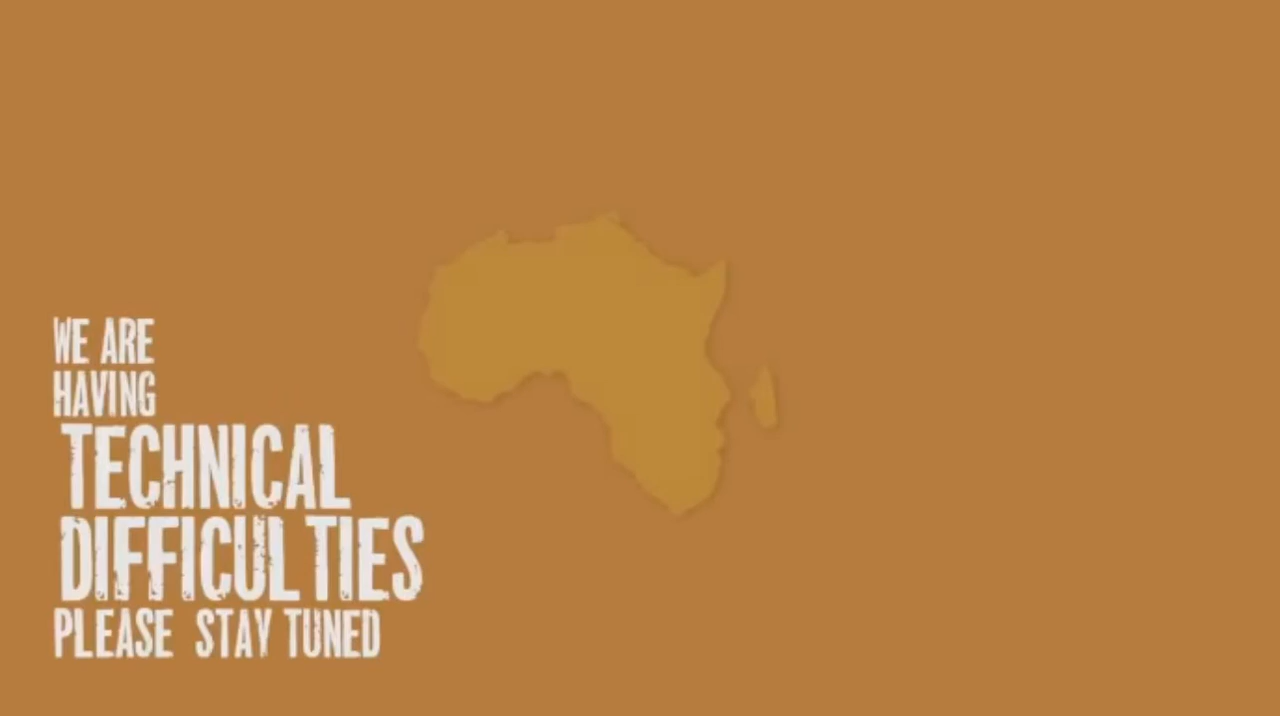 WE ARE
HAVING
TECHNICAL
DIFFICULTIES
PLEASE STAY TUNED